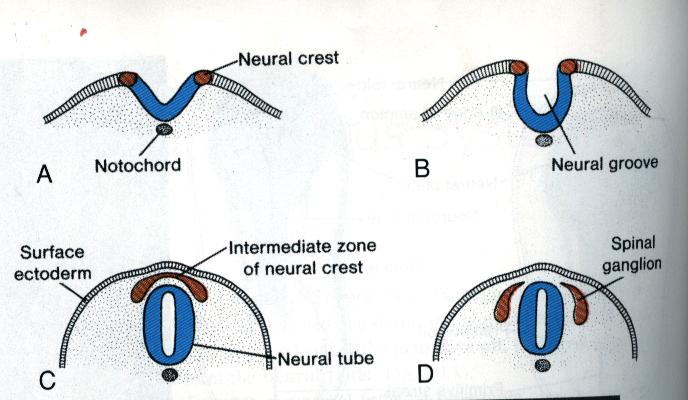 Neural crest
Notochord
A
Neural groove
B
Surface
ectoderm
Intermediate zone
of neural crest
Neural tube
C
Spinal
ganglion
D